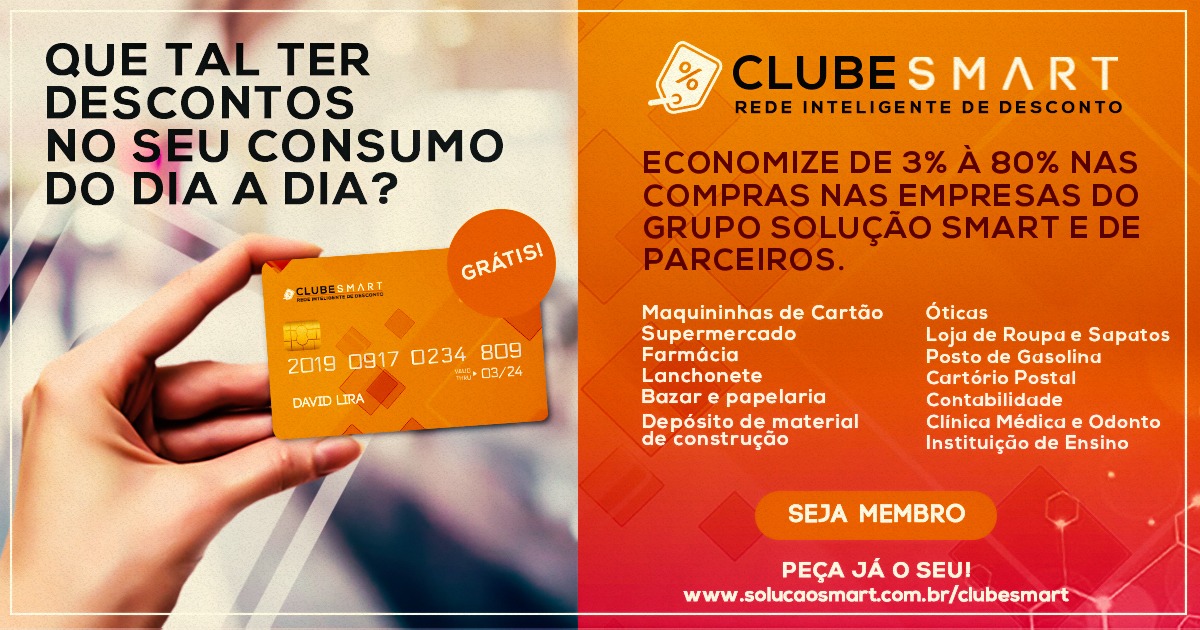 QUE TAL TER
DESCONTOS
NO SEU CONSUMO
DO DIA A DIA?
GRÁTIS!
CLUBESMART
REDE INTELIGENTE DE DESCONTO
2019 0917 0234 809
VALID
THRU 03/24
DAVID LIRA
%
CLUBESMART
REDE INTELIGENTE DE DESCONTO
ECONOMIZE DE 3% À 80% NAS
COMPRAS NAS EMPRESAS DO
GRUPO SOLUÇÃO SMART E DE
PARCEIROS.
Maquininhas de Cartão
Supermercado
Farmácia
Lanchonete
Bazar e papelaria
Depósito de material
de construção
Óticas
Loja de Roupa e Sapatos
Posto de Gasolina
Cartório Postal
Contabilidade
Clínica Médica e Odonto
Instituição de Ensino
SEJA MEMBRO
PEÇA JÁ O SEU!
www.solucaosmart.com.br/clubesmart